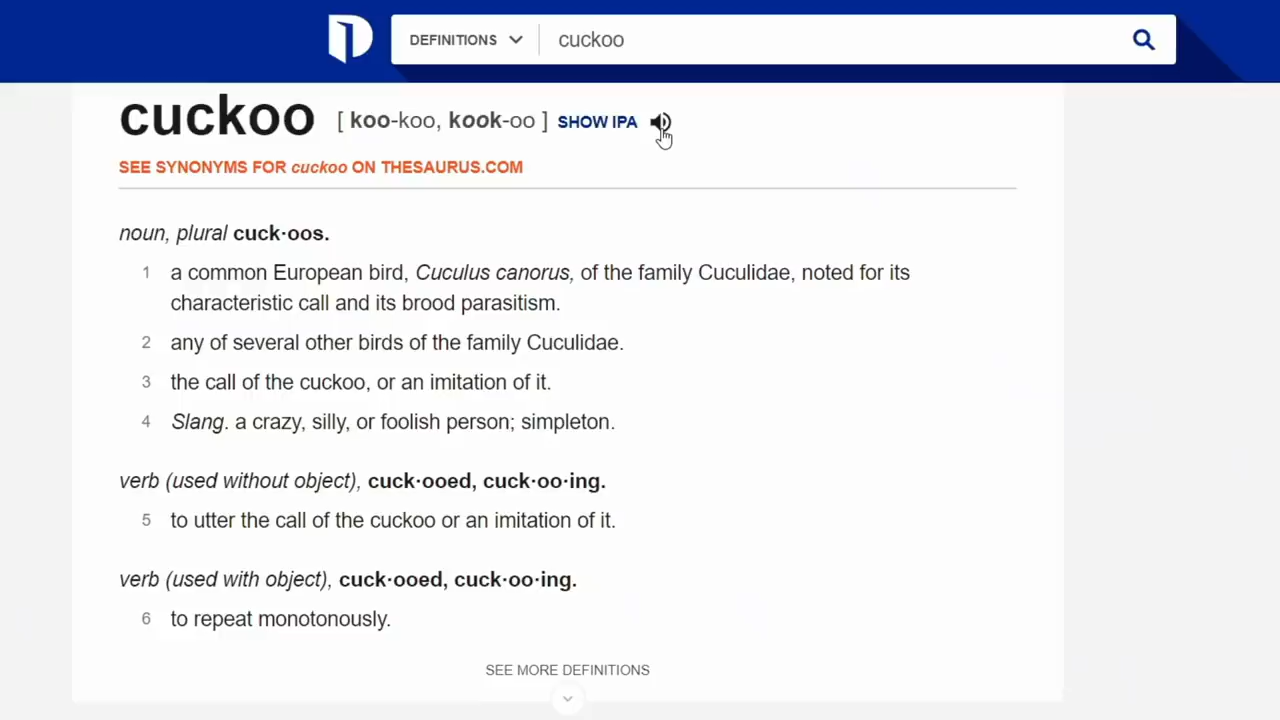 DEFINITIONS cuckoo
cuckoo [ koo-koo, kook-oo ] SHOW IPA
SEE SYNONYMS FOR cuckoo ON THESAURUS.COM
noun, plural cuck·oos.
1 a common European bird, Cuculus canorus, of the family Cuculidae, noted for its
characteristic call and its brood parasitism.
2 any of several other birds of the family Cuculidae.
3 the call of the cuckoo, or an imitation of it.
4 Slang. a crazy, silly, or foolish person; simpleton.
verb (used without object), cuck·ooed, cuck·oo·ing.
5 to utter the call of the cuckoo or an imitation of it.
verb (used with object), cuck·ooed, cuck·oo·ing.
6 to repeat monotonously.
SEE MORE DEFINITIONS